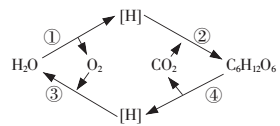 [H]
① ②
H₂O O₂ CO₂ C₆H₁₂O₆
③ ④
[H]